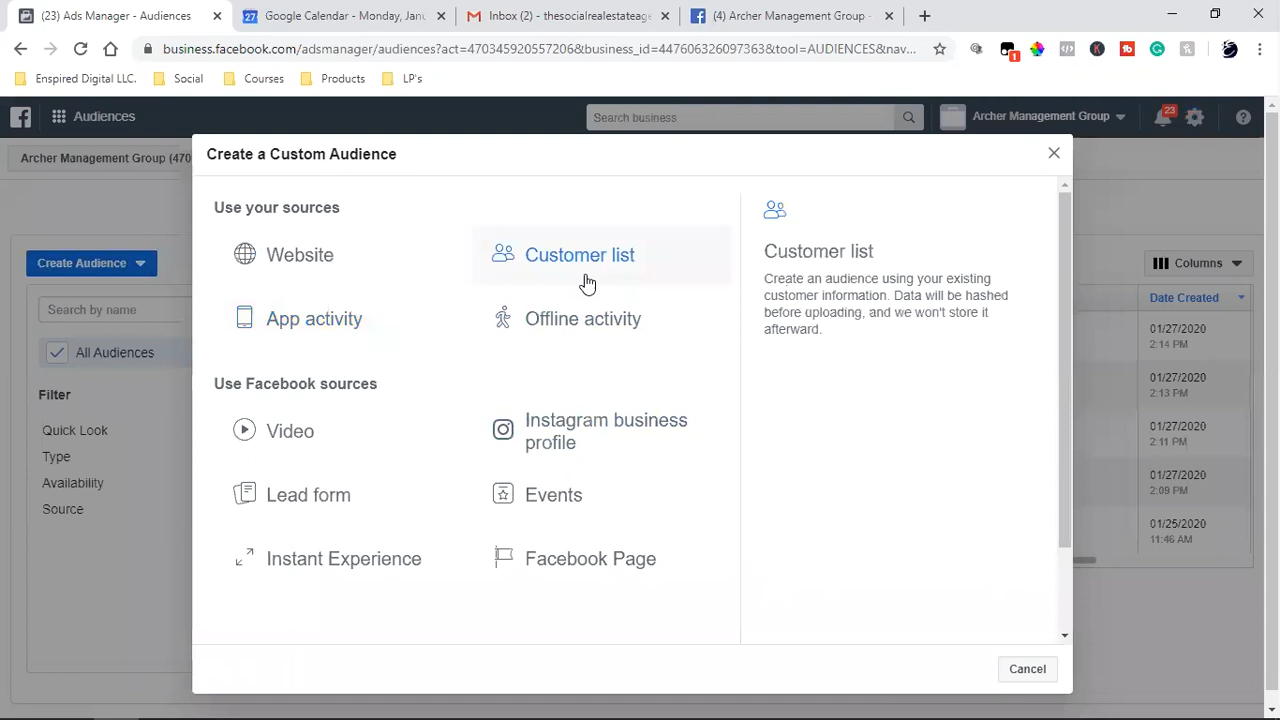 (23) Ads Manager - Audiences
Google Calendar - Monday, Janu
Inbox (2) - thesocialrealestateag
(4) Archer Management Group -
business.facebook.com/adsmanager/audiences?act=470345920557206&business_id=447606326097363&tool=AUDIENCES&nav...
1
Enspired Digital LLC.
Social
Courses
Products
LP's
Audiences
Search business
Archer Management Group
23
Archer Management Group (470
Create a Custom Audience
Use your sources
Website
Customer list
App activity
Offline activity
Use Facebook sources
Video
Instagram business
profile
Lead form
Events
Instant Experience
Facebook Page
Customer list
Create an audience using your existing
customer information. Data will be hashed
before uploading, and we won't store it
afterward.
Cancel
Create Audience
Search by name
All Audiences
Filter
Quick Look
Type
Availability
Source
Columns
Date Created
01/27/2020
2:14 PM
01/27/2020
2:13 PM
01/27/2020
2:11 PM
01/27/2020
2:09 PM
01/25/2020
11:46 AM